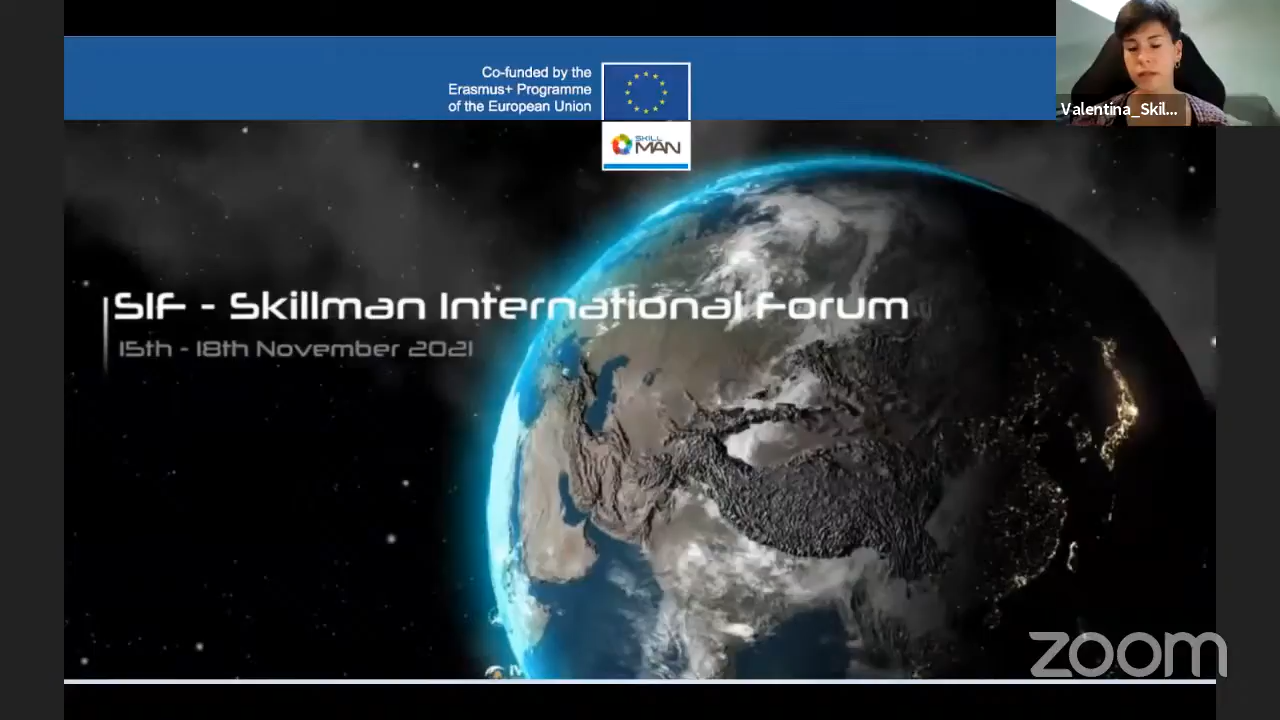 Co-funded by the
Erasmus+ Programme
of the European Union
SKILL
MAN
Valentina_Skil...
SIF - Skillman International Forum
15th - 18th November 2021
zoom